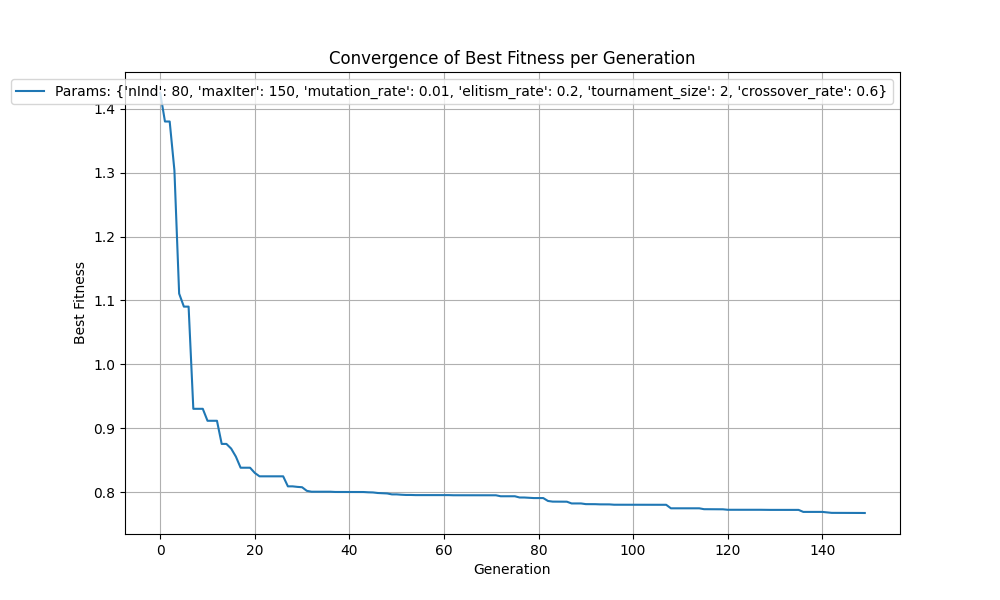 Convergence of Best Fitness per Generation
Params: {'nInd': 80, 'maxIter': 150, 'mutation_rate': 0.01, 'elitism_rate': 0.2, 'tournament_size': 2, 'crossover_rate': 0.6}
1.4
1.3
1.2
1.1
1.0
0.9
0.8
Best Fitness
0 20 40 60 80 100 120 140
Generation